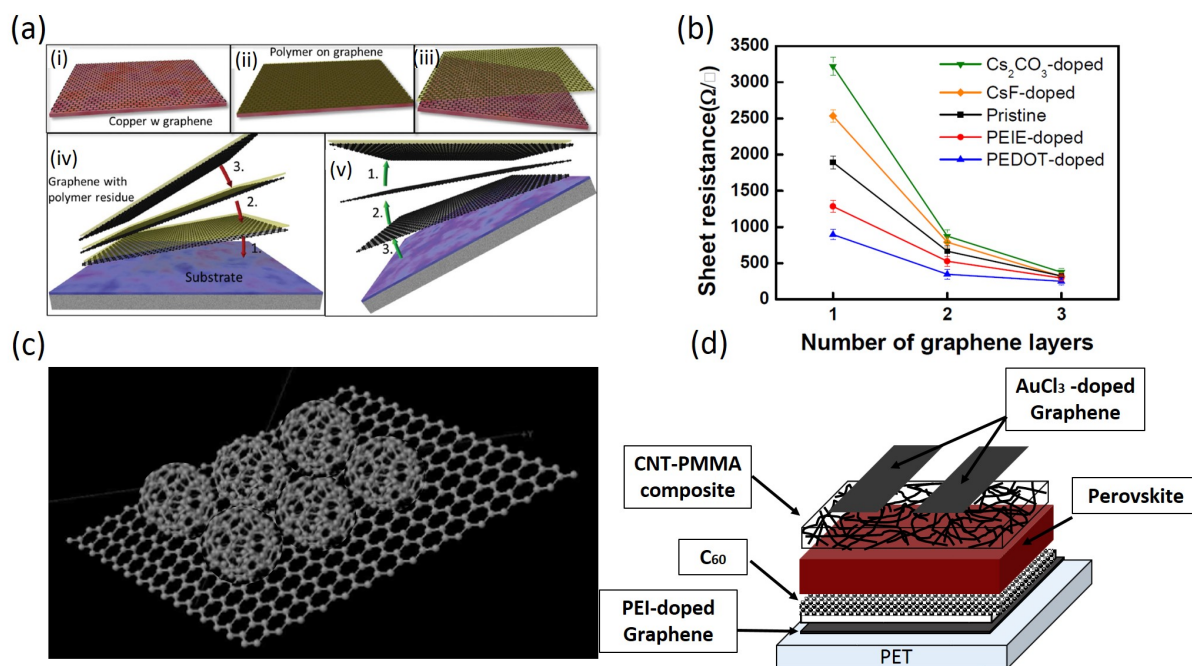 (a)
(i)
Copper w graphene
(ii)
Polymer on graphene
(iii)
(iv)
Graphene with
polymer residue
3.
2.
1.
Substrate
(v)
1.
2.
3.
(b)
Sheet resistance(Ω/□)
3500
3000
2500
2000
1500
1000
500
0
1
2
3
Number of graphene layers
Cs₂CO₃-doped
CsF-doped
Pristine
PEIE-doped
PEDOT-doped
(c)
(d)
AuCl₃ -doped
Graphene
CNT-PMMA
composite
Perovskite
C₆₀
PEI-doped
Graphene
PET